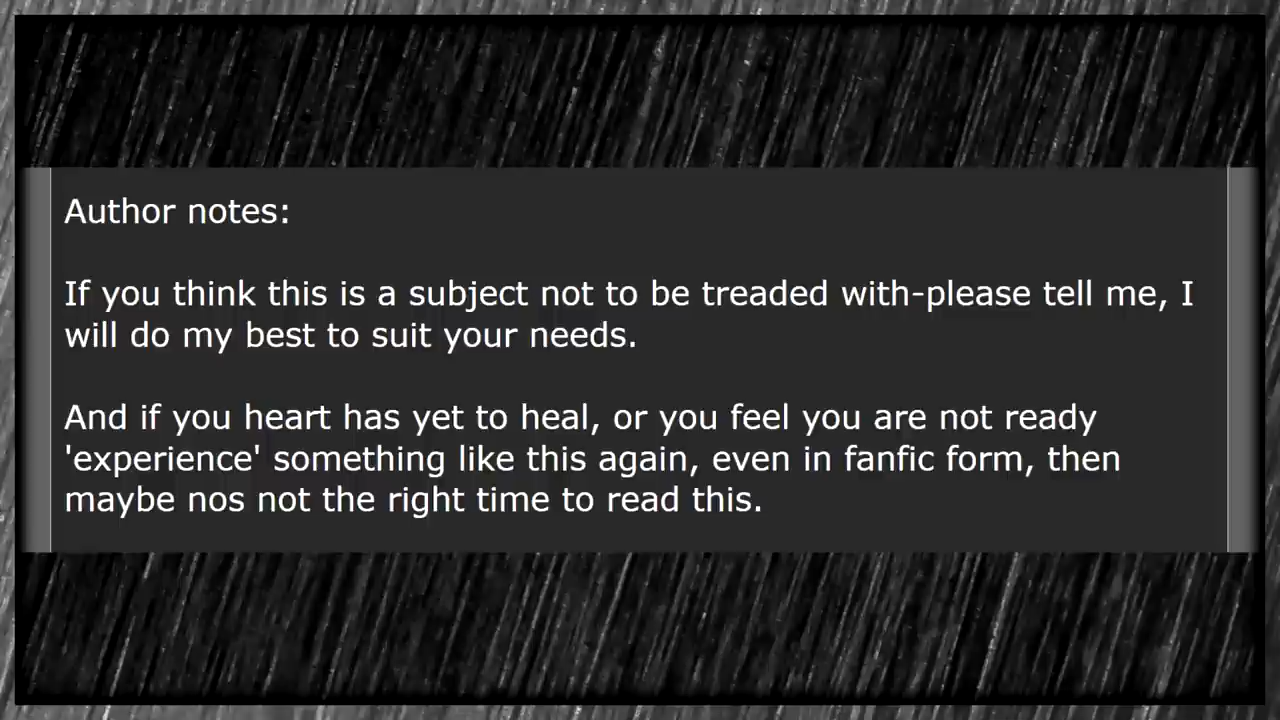 Author notes:
If you think this is a subject not to be treaded with-please tell me, I
will do my best to suit your needs.
And if you heart has yet to heal, or you feel you are not ready
'experience' something like this again, even in fanfic form, then
maybe nos not the right time to read this.